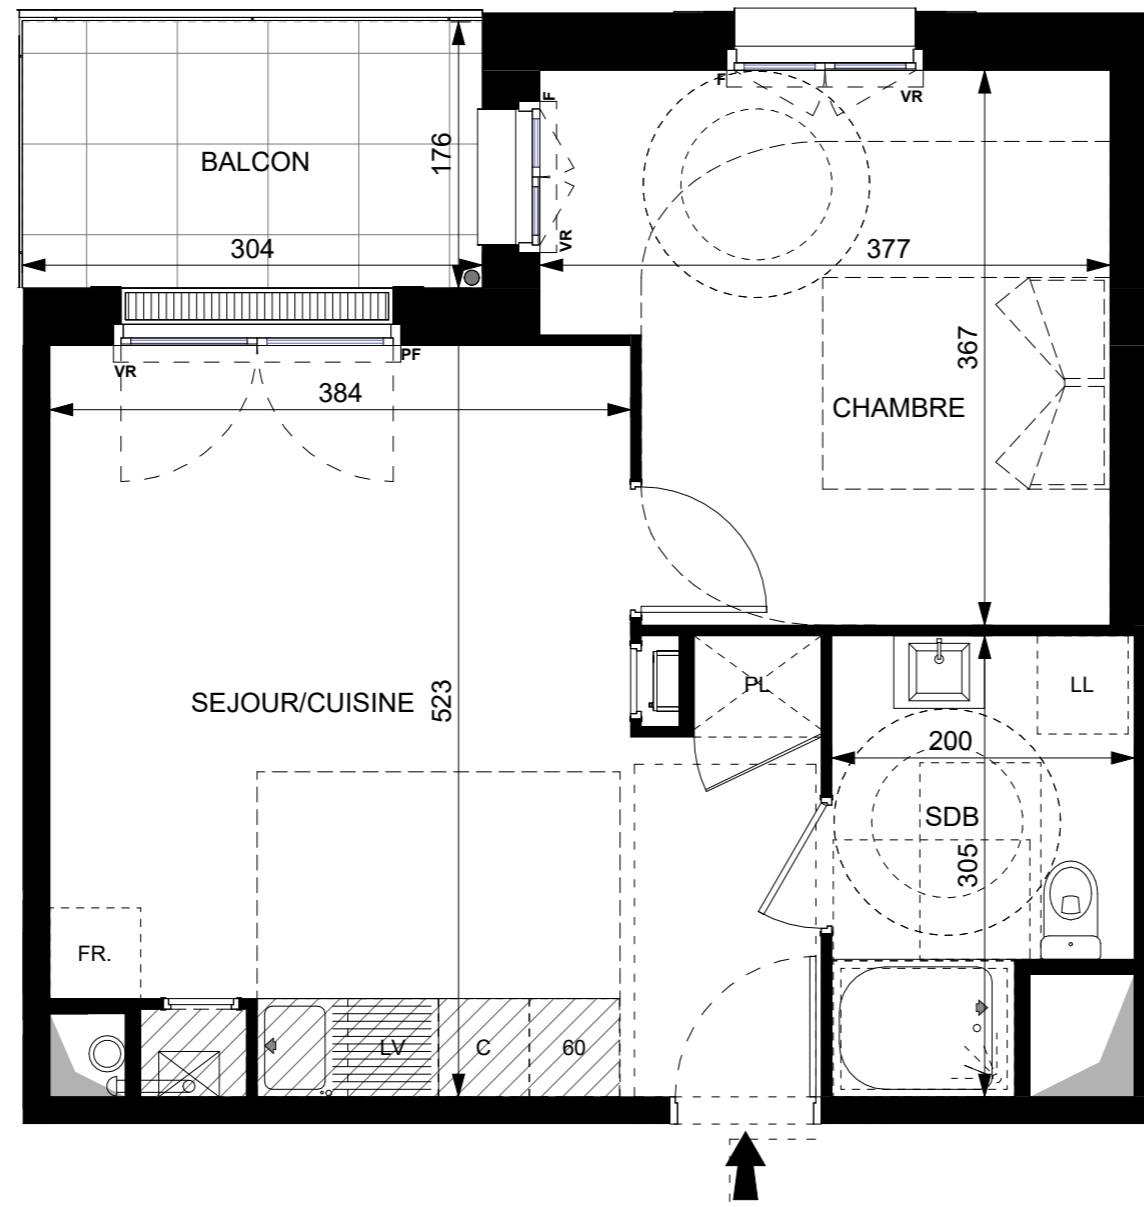 F
VR
F
BALCON
176
VR
304
377
VR
PF
384
367
CHAMBRE
SEJOUR/CUISINE
523
PL
LL
200
SDB
305
FR.
LV
C
60